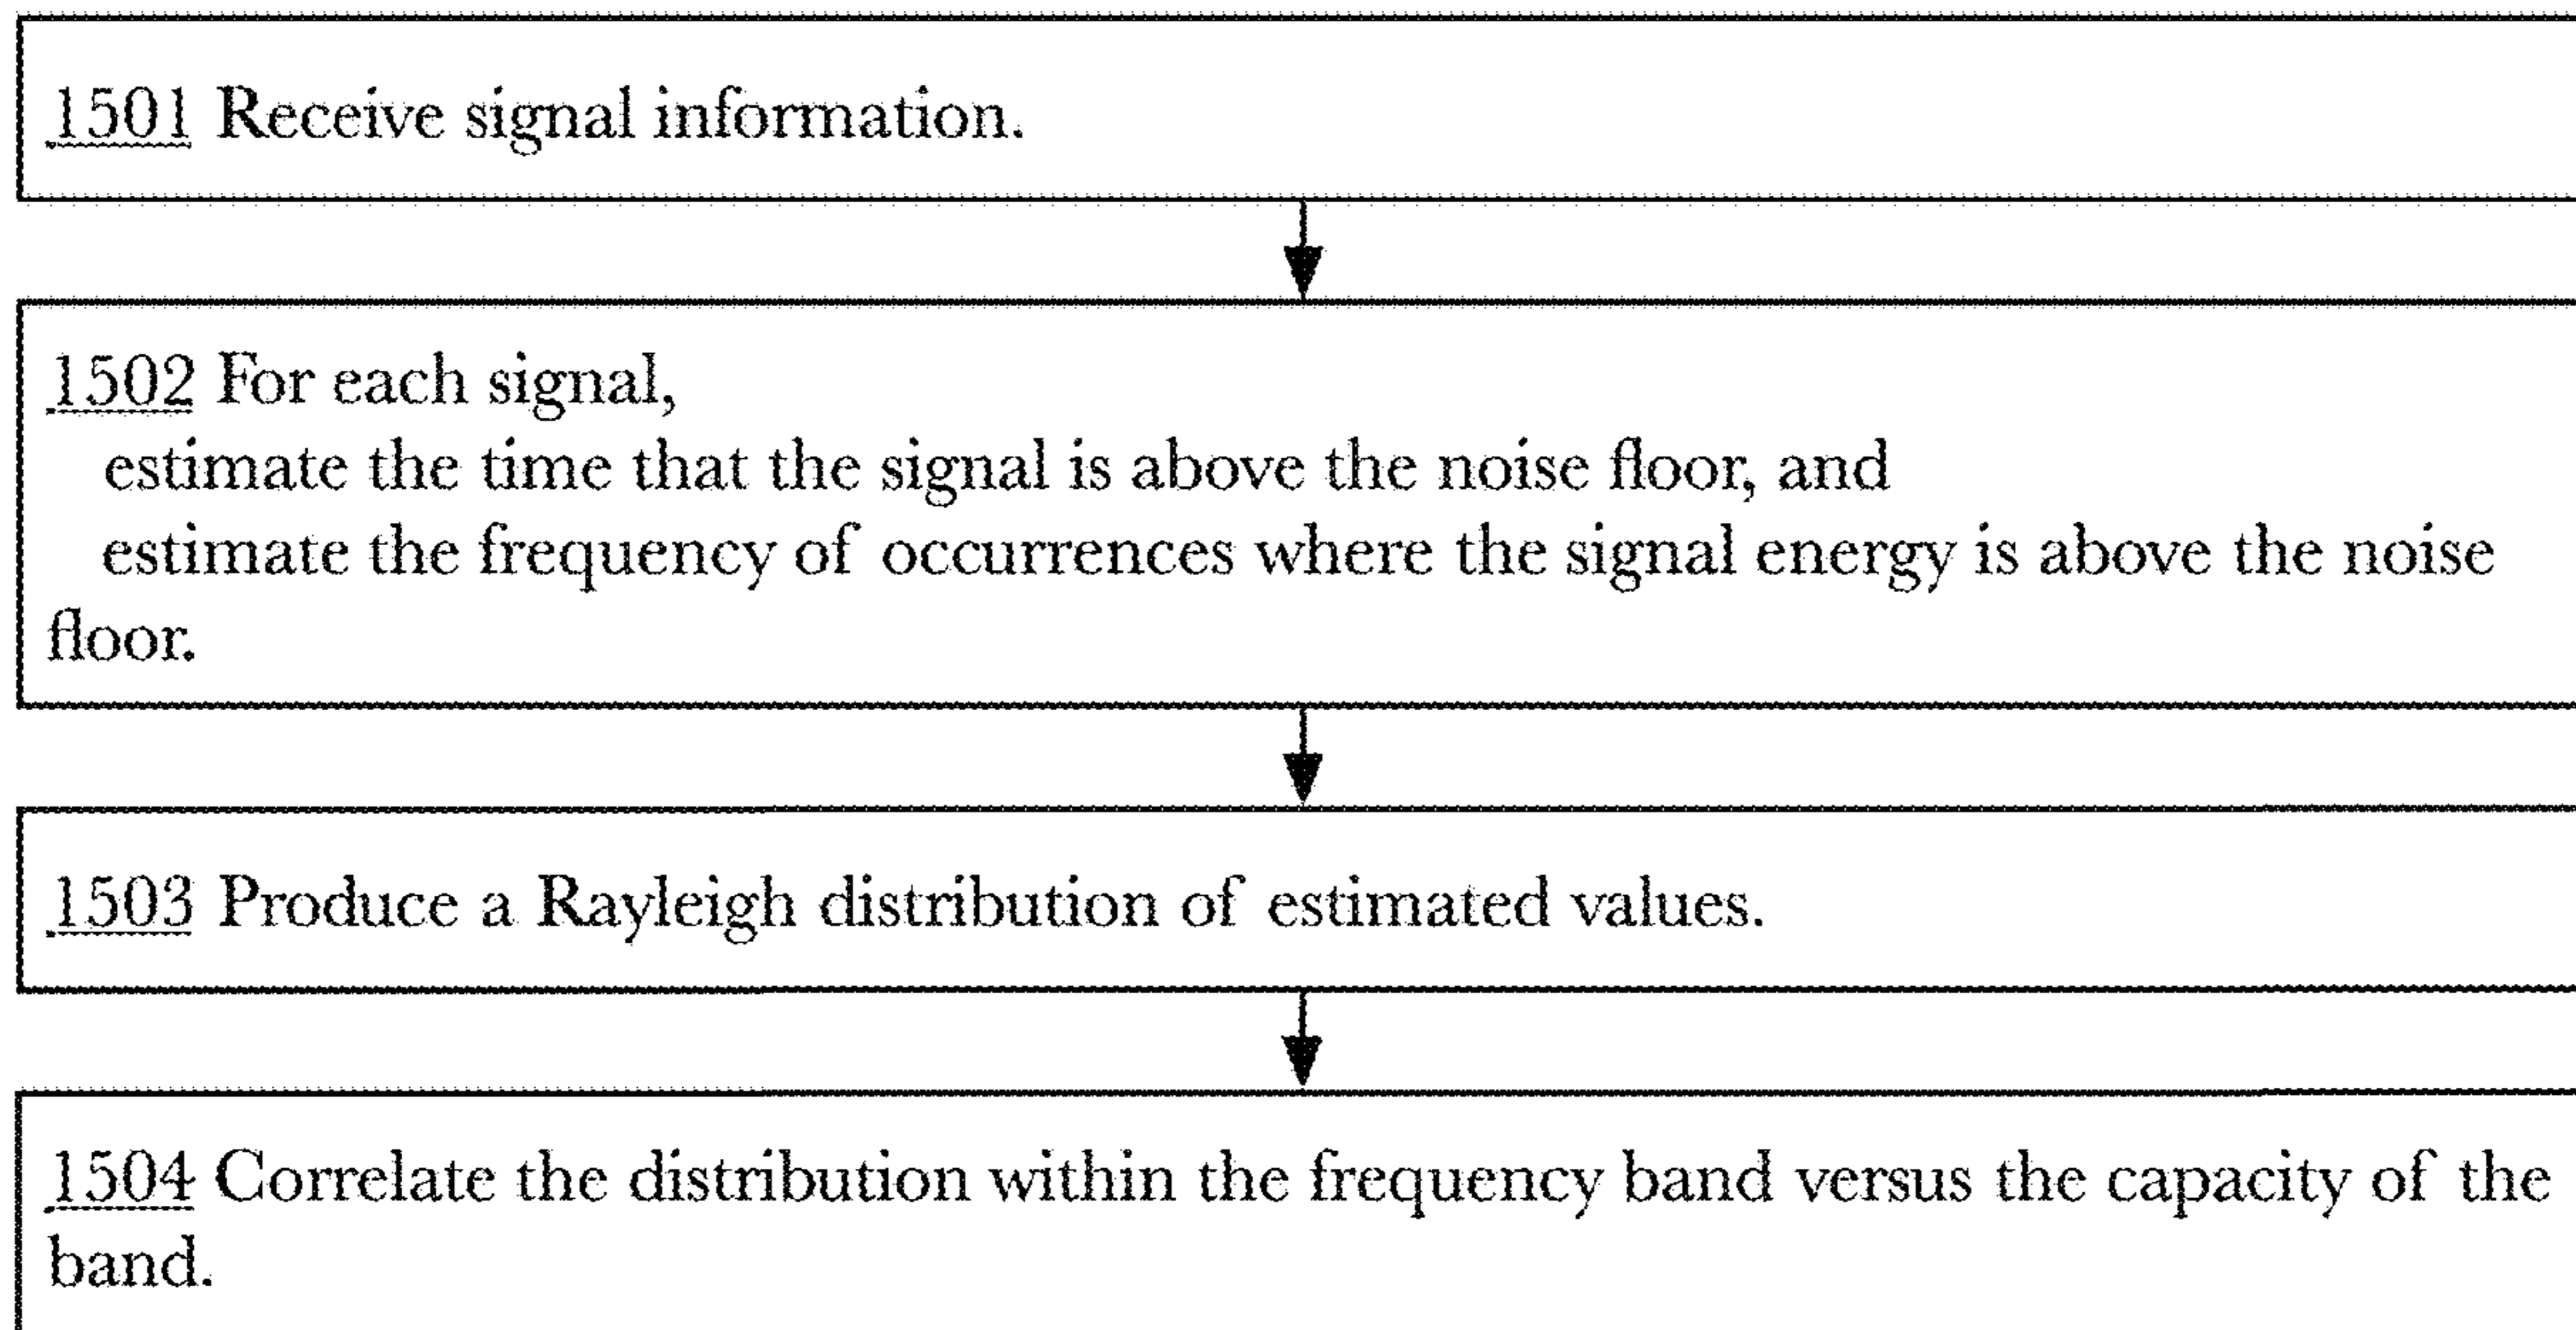 1501 Receive signal information.
1502 For each signal,
estimate the time that the signal is above the noise floor, and
estimate the frequency of occurrences where the signal energy is above the noise
floor.
1503 Produce a Rayleigh distribution of estimated values.
1504 Correlate the distribution within the frequency band versus the capacity of the
band.